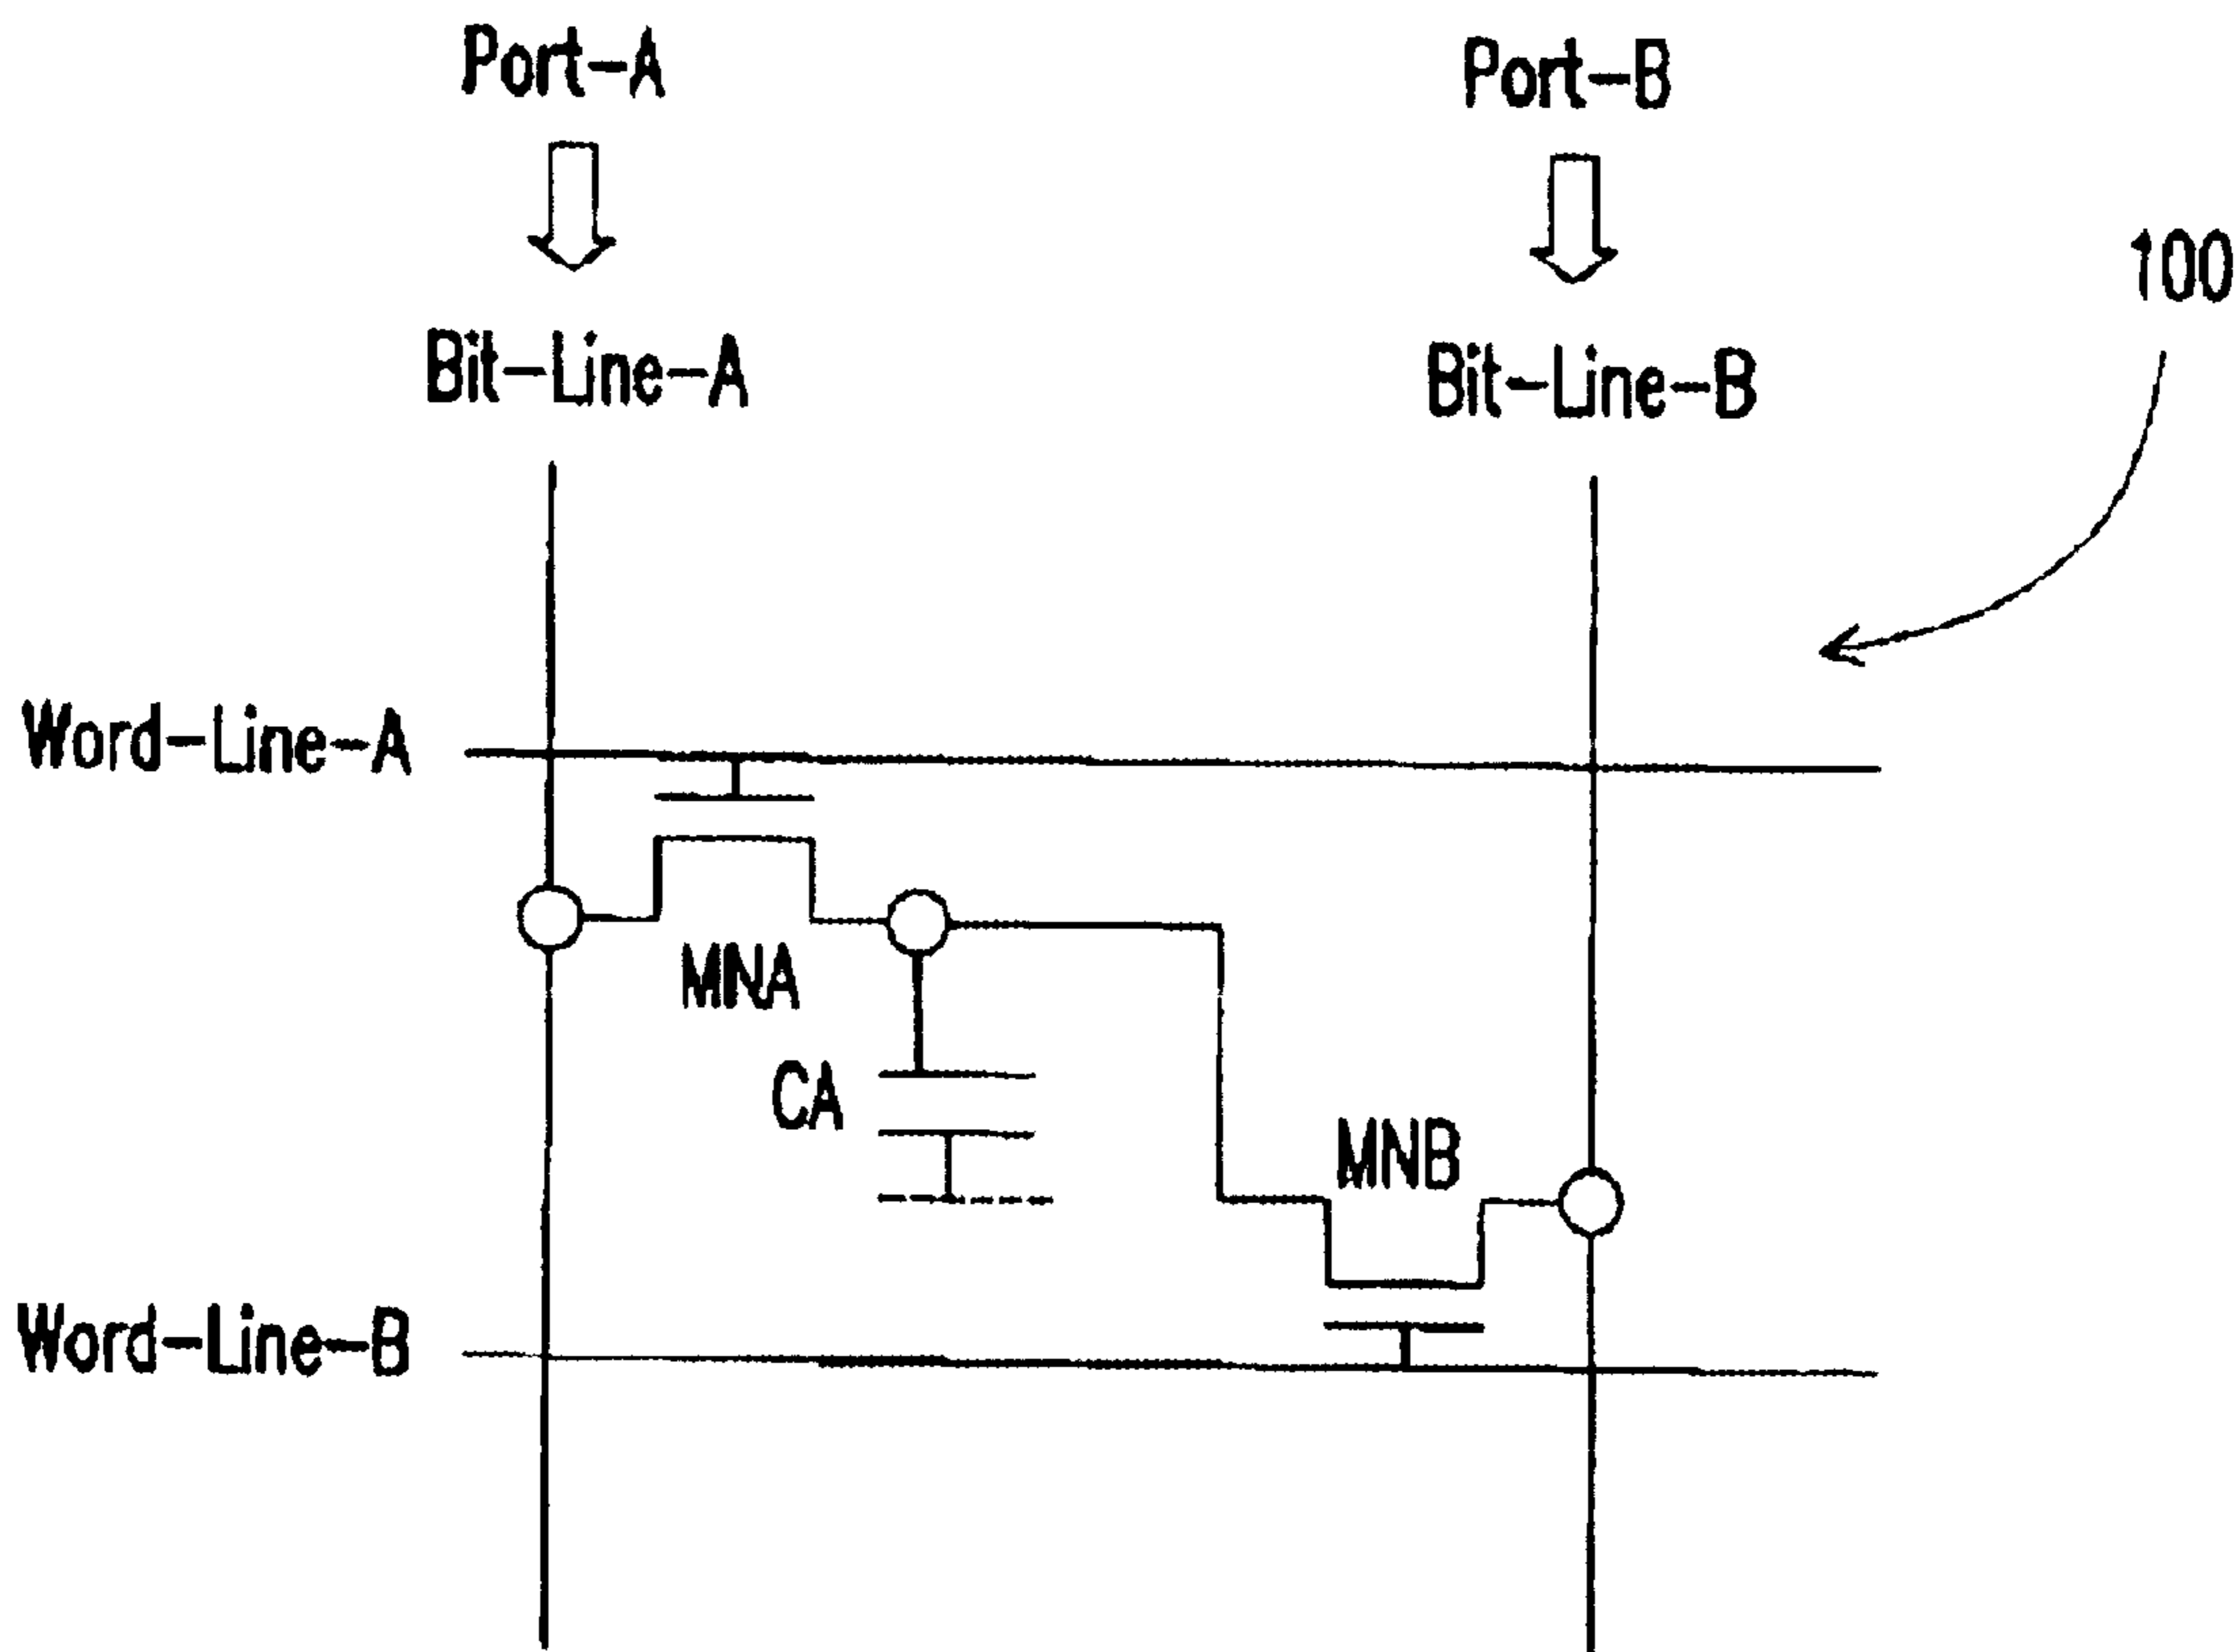 Port-A
Port-B
Bit-Line-A
Bit-Line-B
100
Word-Line-A
MNA
CA
MNB
Word-Line-B